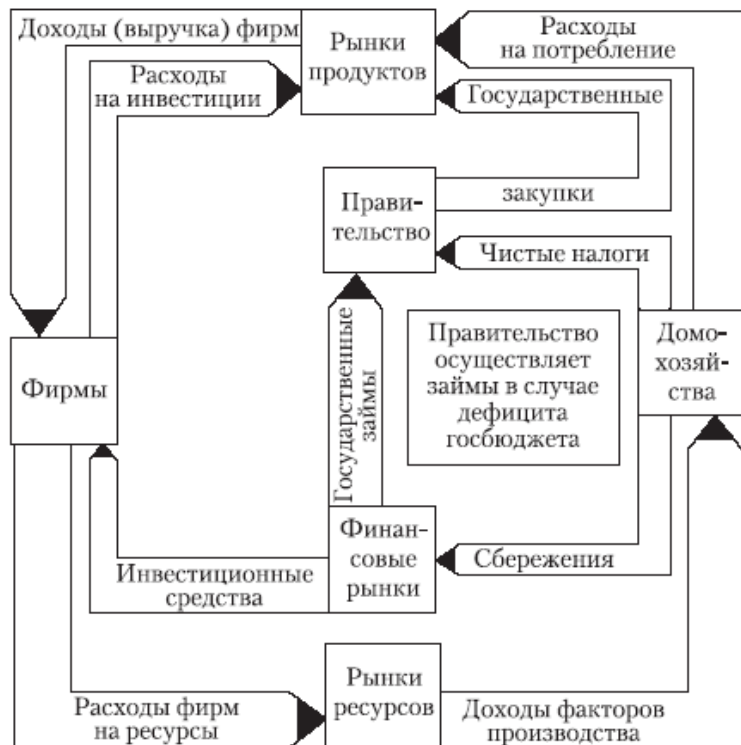 Доходы (выручка) фирм
Рынки
продуктов
Расходы
на потребление
Расходы
на инвестиции
Государственные
закупки
Прави-
тельство
Чистые налоги
Государственные
займы
Правительство
осуществляет
займы в случае
дефицита
госбюджета
Домо-
хозяй-
ства
Фирмы
Инвестиционные
средства
Финан-
совые
рынки
Сбережения
Расходы фирм
на ресурсы
Рынки
ресурсов
Доходы факторов
производства